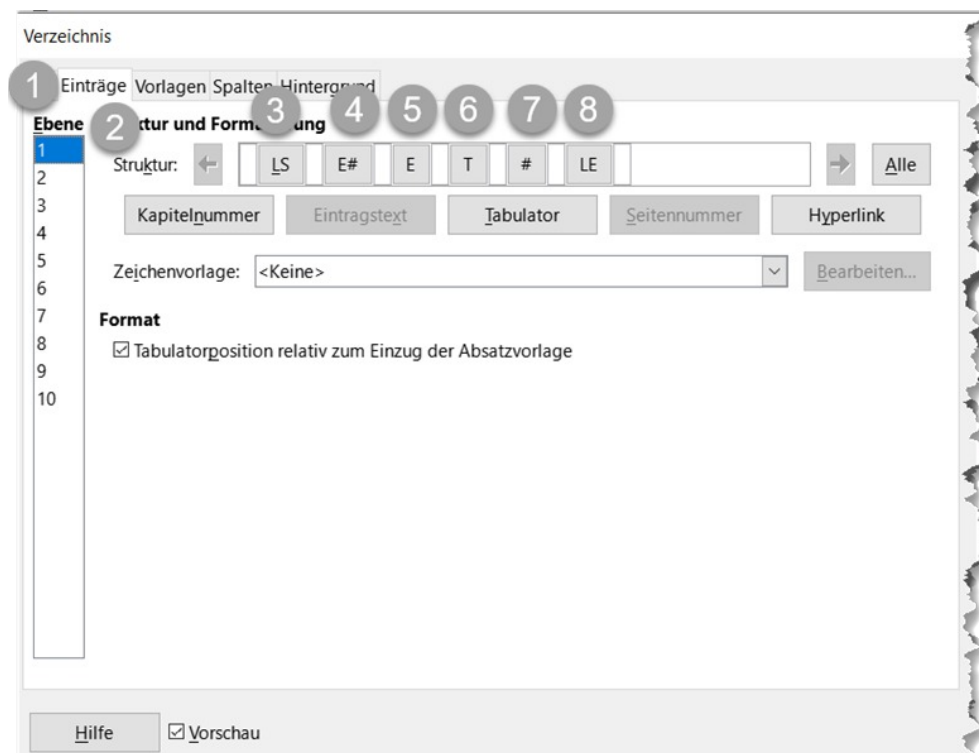 Verzeichnis
1 Einträge Vorlagen Spalten Hintergrund
3 4 5 6 7 8
Ebene 2
1
2
3
4
5
6
7
8
9
10
Struktur: LS E# E T # LE Alle
Kapitelnummer Eintragstext Tabulator Seitennummer Hyperlink
Zeichenvorlage: <Keine> Bearbeiten...
Format
Tabulatorposition relativ zum Einzug der Absatzvorlage
Hilfe Vorschau